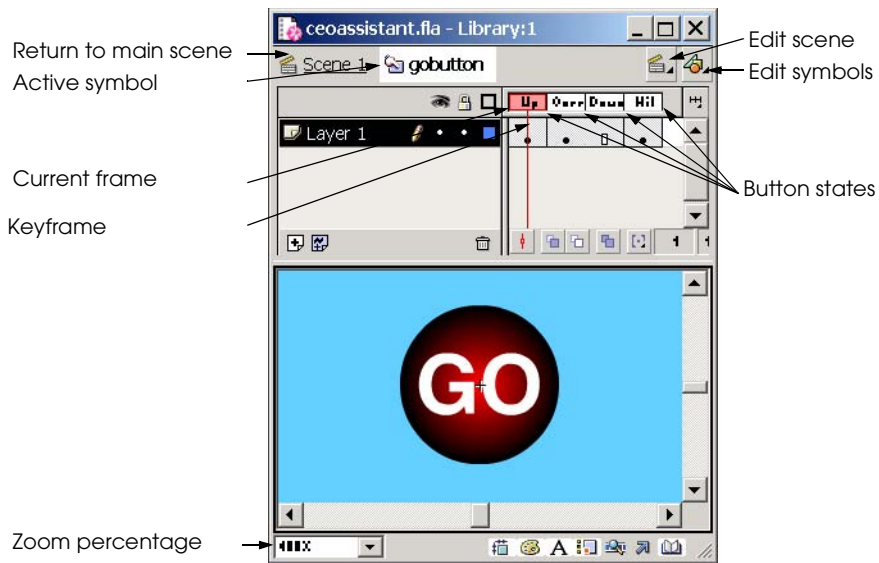 ceoassistant.fla - Library:1
Return to main scene
Edit scene
Scene 1
gobutton
Active symbol
Edit symbols
Up
Layer 1
Current frame
Button states
Keyframe
1
GO
Zoom percentage
A